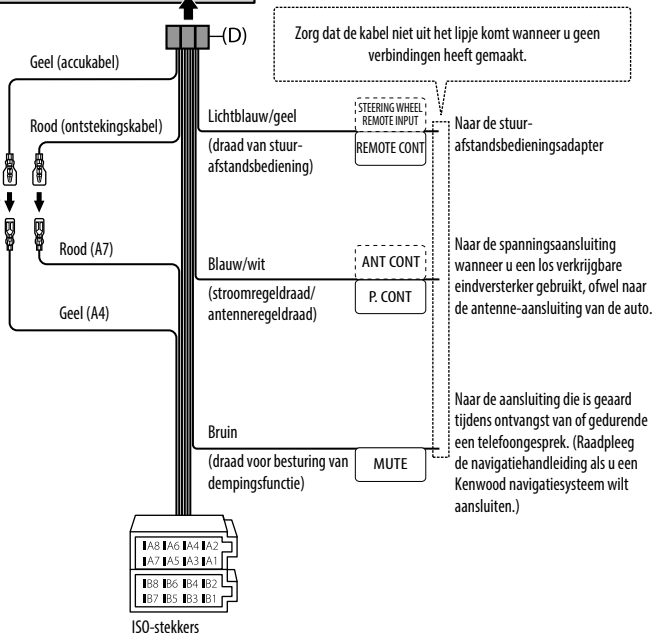 (D)
Zorg dat de kabel niet uit het lipje komt wanneer u geen
verbindingen heeft gemaakt.
Geel (accukabel)
Rood (ontstekingskabel)
Lichtblauw/geel
(draad van stuur-
afstandsbediening)
STEERING WHEEL
REMOTE INPUT
REMOTE CONT
Naar de stuur-
afstandsbedieningsadapter
Rood (A7)
Geel (A4)
Blauw/wit
(stroomregeldraad/
antenneregeldraad)
ANT CONT
P. CONT
Naar de spanningsaansluiting
wanneer u een los verkrijgbare
eindversterker gebruikt, ofwel naar
de antenne-aansluiting van de auto.
Bruin
(draad voor besturing van
dempingsfunctie)
MUTE
Naar de aansluiting die is geaard
tijdens ontvangst van of gedurende
een telefoongesprek. (Raadpleeg
de navigatiehandleiding als u een
Kenwood navigatiesysteem wilt
aansluiten.)
A8 A6 A4 A2
A7 A5 A3 A1
B8 B6 B4 B2
B7 B5 B3 B1
ISO-stekkers